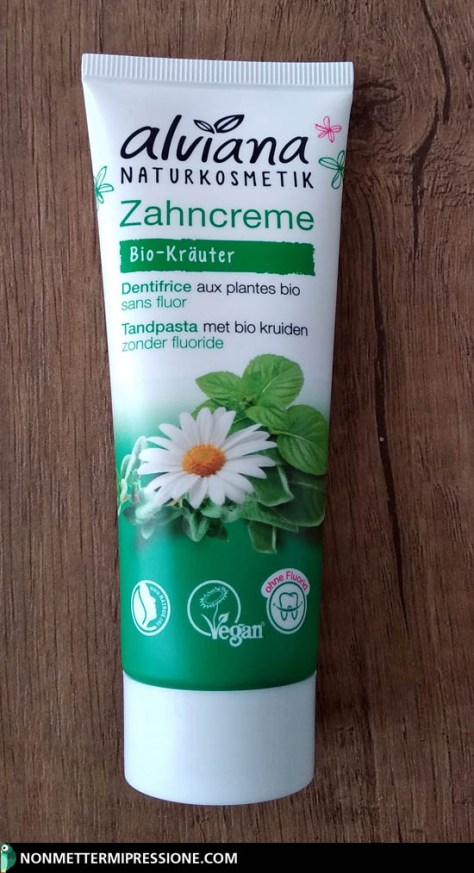 alviana
NATURKOSMETIK
Zahncreme
Bio-Kräuter
Dentifrice aux plantes bio
sans fluor
Tandpasta met bio kruiden
zonder fluoride
Vegan
ohne Fluorid
NONMETTERMIPRESSIONE.COM